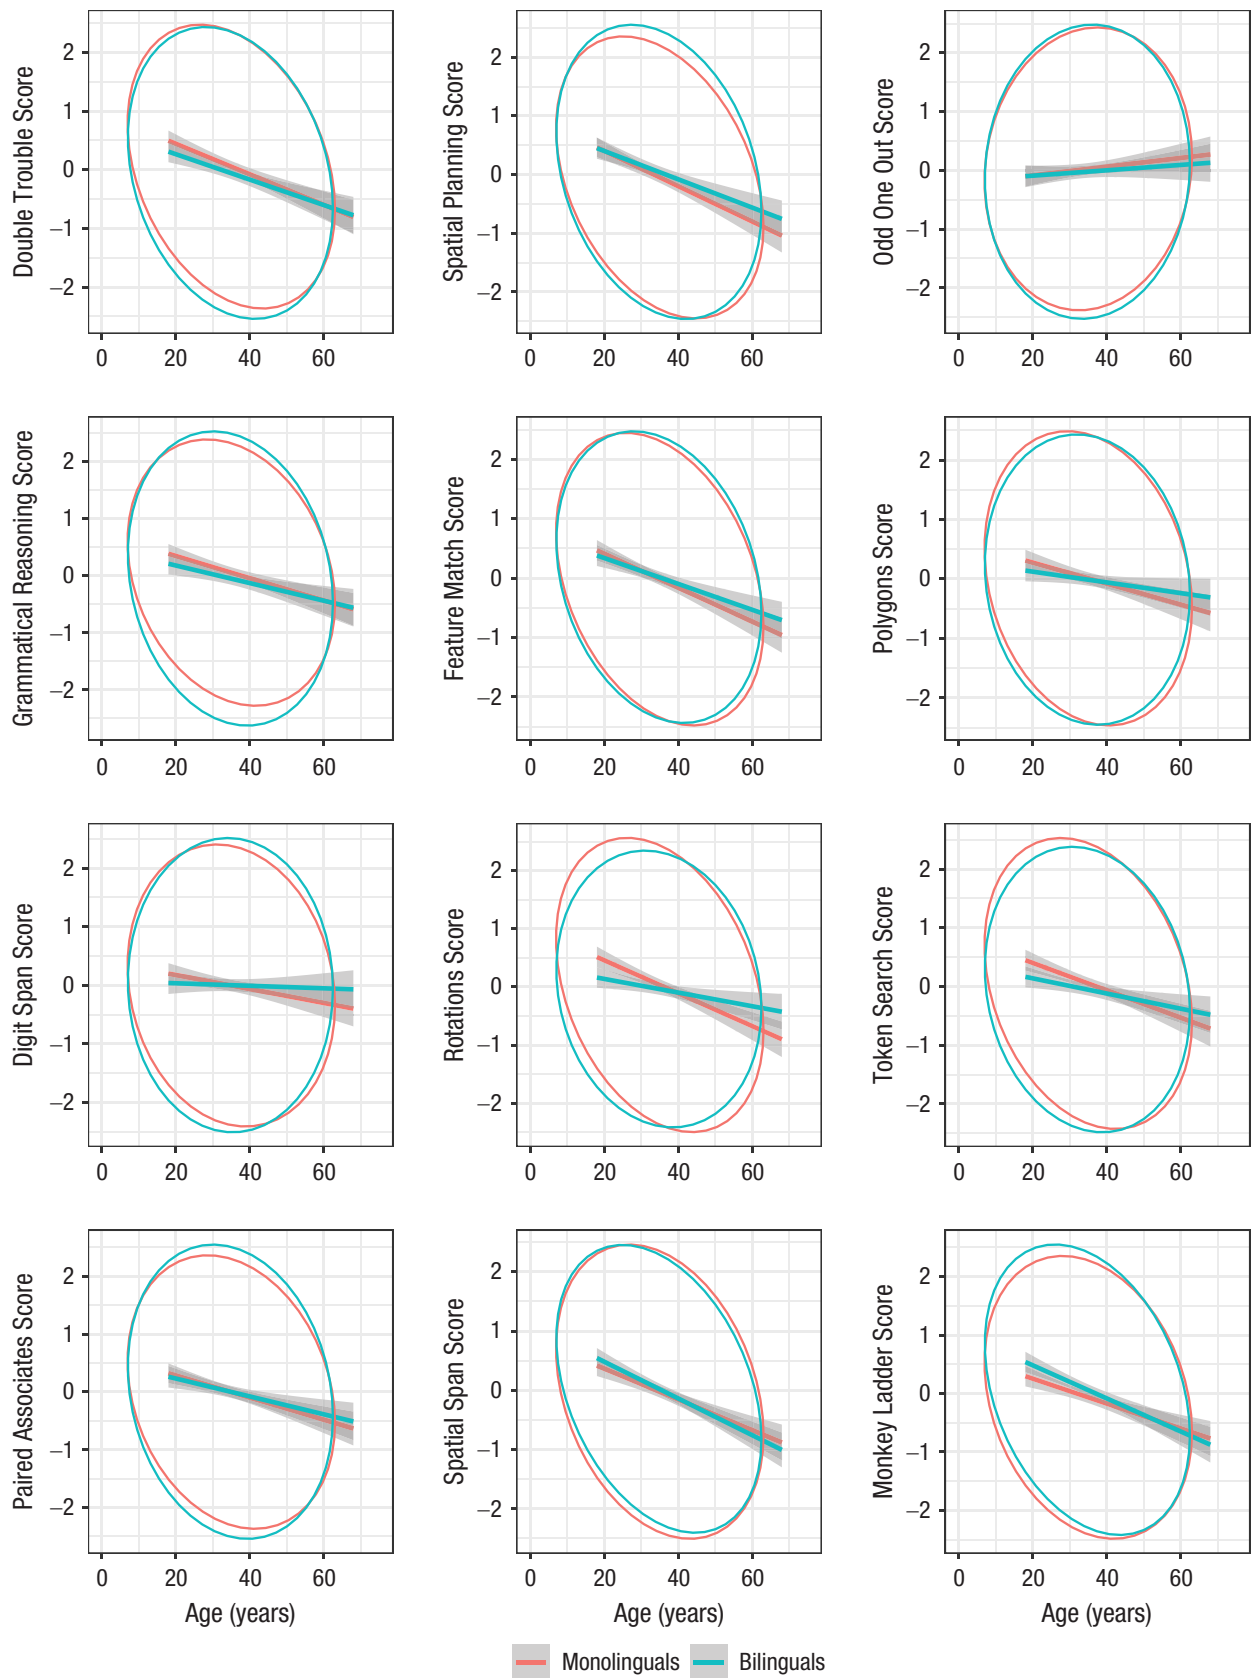 Double Trouble Score
2
1
0
−1
−2
0 20 40 60
Spatial Planning Score
2
1
0
−1
−2
0 20 40 60
Odd One Out Score
2
1
0
−1
−2
0 20 40 60
Grammatical Reasoning Score
2
1
0
−1
−2
0 20 40 60
Feature Match Score
2
1
0
−1
−2
0 20 40 60
Polygons Score
2
1
0
−1
−2
0 20 40 60
Digit Span Score
2
1
0
−1
−2
0 20 40 60
Rotations Score
2
1
0
−1
−2
0 20 40 60
Token Search Score
2
1
0
−1
−2
0 20 40 60
Paired Associates Score
2
1
0
−1
−2
0 20 40 60
Age (years)
Spatial Span Score
2
1
0
−1
−2
0 20 40 60
Age (years)
Monkey Ladder Score
2
1
0
−1
−2
0 20 40 60
Age (years)
Monolinguals Bilinguals